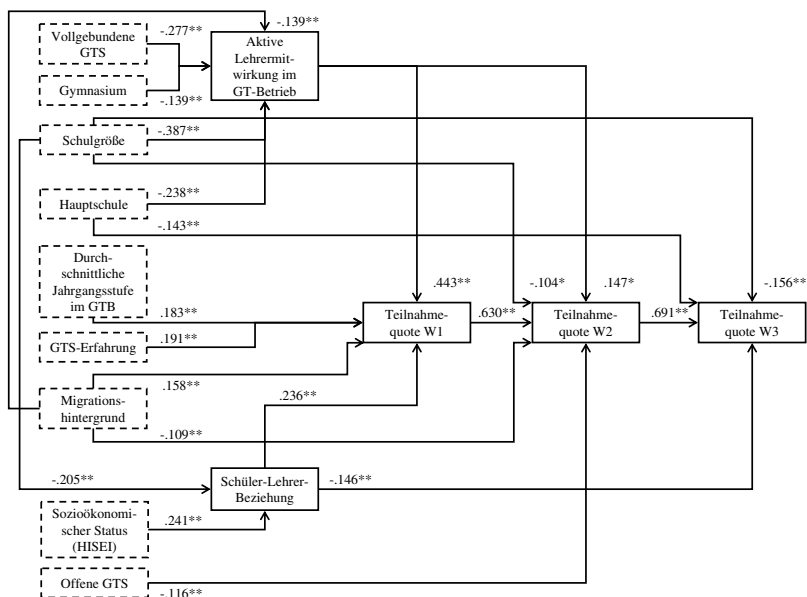 -.139**
Vollgebundene
GTS
-.277**
Aktive
Lehrermit-
wirkung im
GT-Betrieb
Gymnasium
-.139**
Schulgröße
-.387**
Hauptschule
-.238**
-.143**
Durch-
schnittliche
Jahrgangsstufe
im GTB
.183**
.443**
-.104*
.147*
-.156**
Teilnahme-
quote W1
.630**
Teilnahme-
quote W2
.691**
Teilnahme-
quote W3
GTS-Erfahrung
.191**
.158**
Migrations-
hintergrund
.236**
-.109**
-.205**
Schüler-Lehrer-
Beziehung
-.146**
Sozioökonomi-
scher Status
(HISEI)
.241**
Offene GTS
-.116**